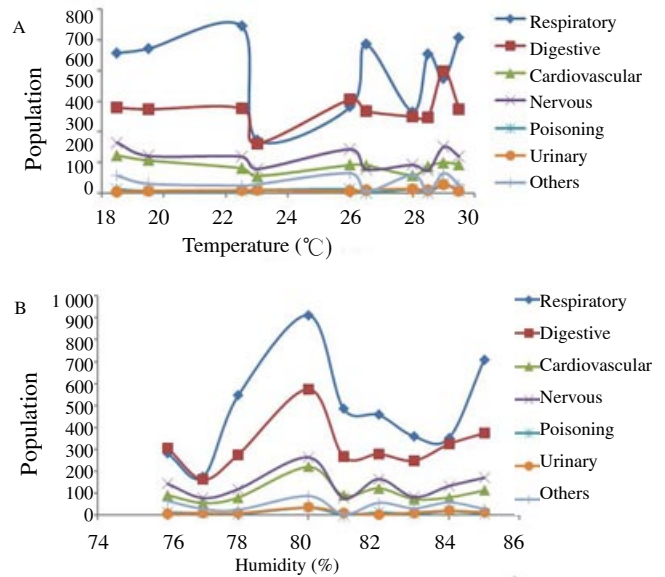 A
800
700
600
500
400
300
200
100
0
Population
18 20 22 24 26 28 30
Temperature (℃)
Respiratory
Digestive
Cardiovascular
Nervous
Poisoning
Urinary
Others
B
1 000
900
800
700
600
500
400
300
200
100
0
Population
74 76 78 80 82 84 86
Humidity (%)
Respiratory
Digestive
Cardiovascular
Nervous
Poisoning
Urinary
Others